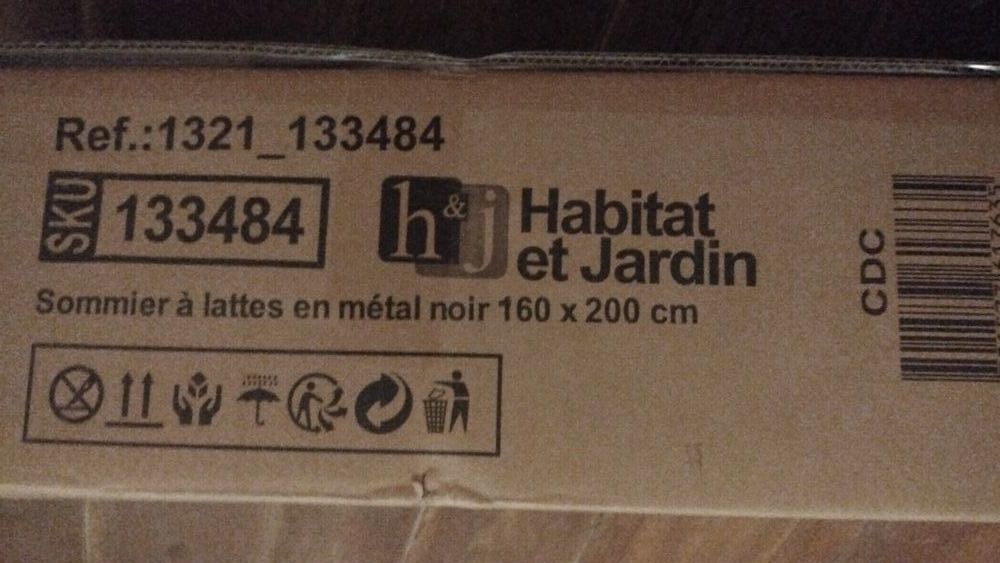 Ref.:1321_133484
SKU 133484
h&j Habitat
et Jardin
Sommier à lattes en métal noir 160 x 200 cm
CDC